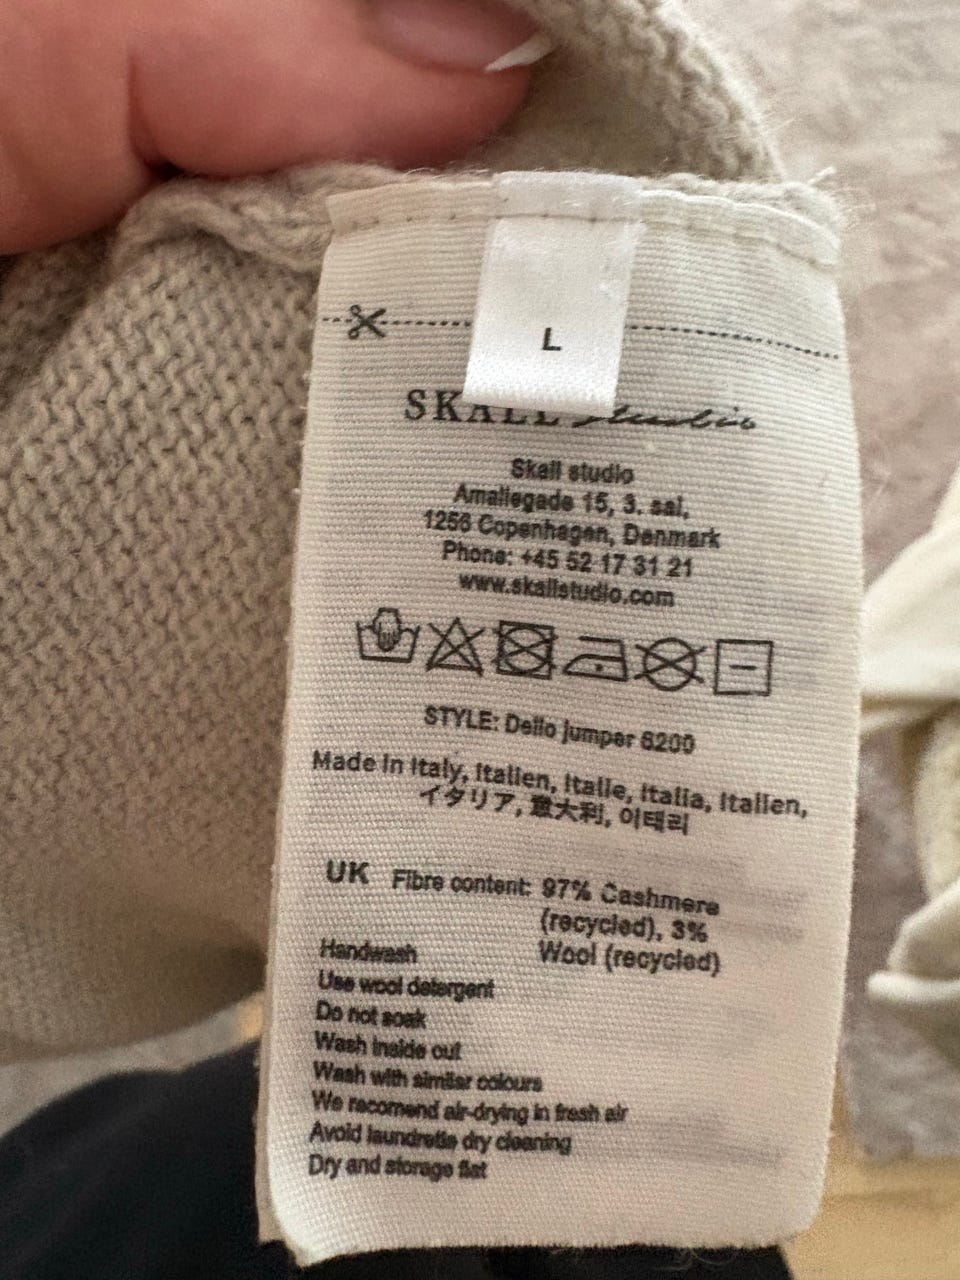 L
SKALL studio
Skall studio
Amaliegade 15, 3. sal,
1256 Copenhagen, Denmark
Phone: +45 52 17 31 21
www.skallstudio.com
STYLE: Dello jumper 6200
Made in Italy, Italien, Italie, Italia, Italien,
イタリア, 意大利, 이태리
UK Fibre content: 97% Cashmere
(recycled), 3%
Wool (recycled)
Handwash
Use wool detergent
Do not soak
Wash inside out
Wash with similar colours
We recomend air-drying in fresh air
Avoid laundrette dry cleaning
Dry and storage flat